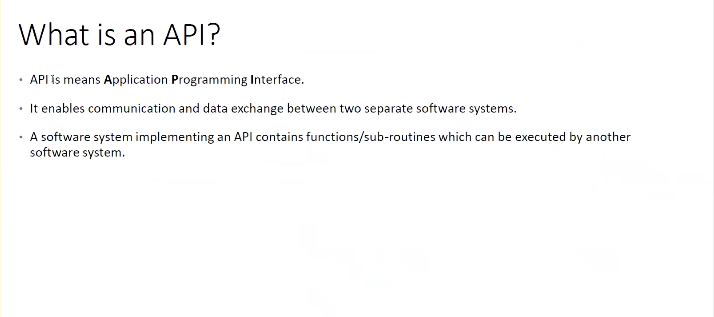 What is an API?
• API is means Application Programming Interface.
• It enables communication and data exchange between two separate software systems.
• A software system implementing an API contains functions/sub-routines which can be executed by another
software system.